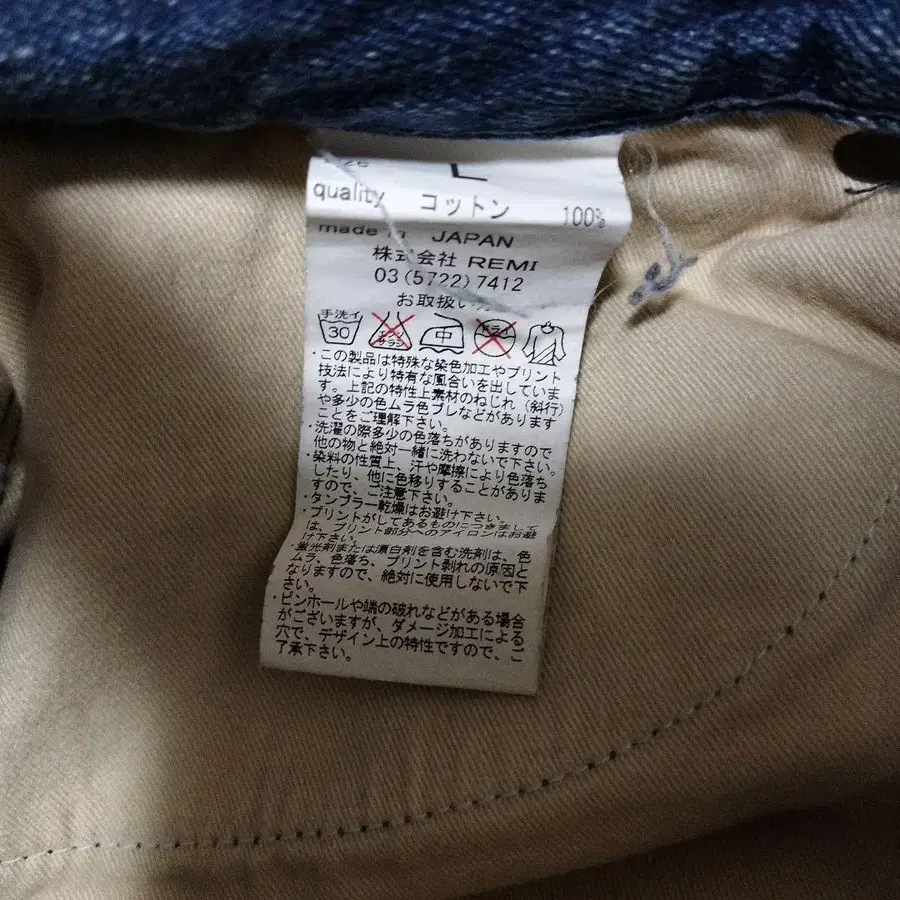 size L
quality コットン 100%
made in JAPAN
株式会社 REMI
03(5722)7412
お取扱い方
手洗イ
30
エンソ
サラシ
中
ドライ
・この製品は特殊な染色加工やプリント
技法により特有な風合いを出していま
す。上記の特性上素材のねじれ（斜行）
や多少の色ムラ色ブレなどがあります
ことをご理解下さい。
・洗濯の際多少の色落ちがありますので
他の物と絶対一緒に洗わないで下さい。
・染料の性質上、汗や摩擦により色落ち
したり、他に色移りすることがありま
すので、ご注意下さい。
・タンブラー乾燥はお避け下さい。
・プリントがしてあるものにつきまして
は、プリント部分へのアイロンはお避
け下さい。
・蛍光剤または漂白剤を含む洗剤は、色
ムラ、色落ち、プリント剥れの原因と
なりますので、絶対に使用しないで下
さい。
・ピンホールや端の破れなどがある場合
がございますが、ダメージ加工による
穴で、デザイン上の特性ですので、ご
了承下さい。